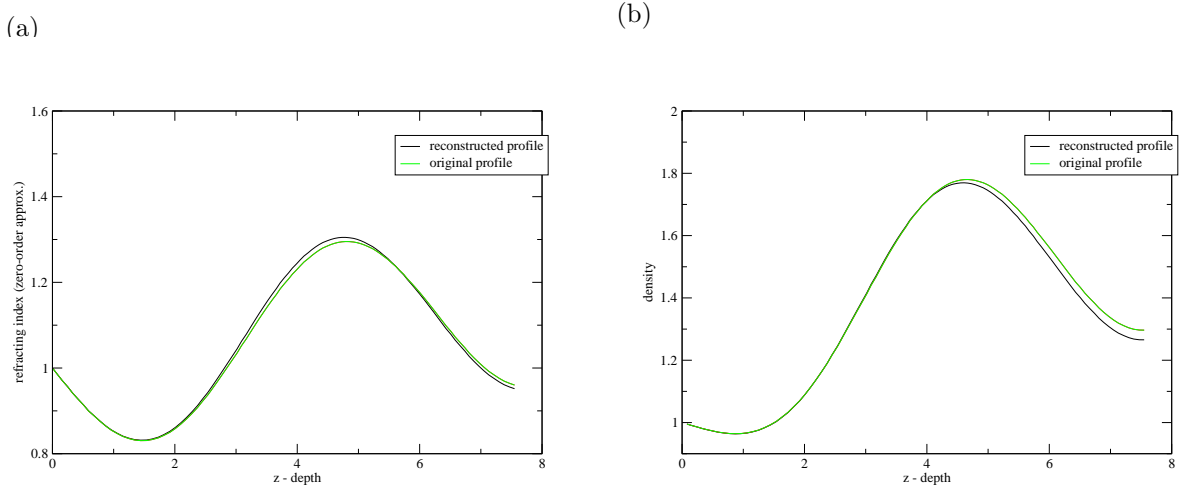 (a)
1.6
1.4
1.2
1
0.8
0
2
4
6
8
refracting index (zero-order approx.)
z - depth
reconstructed profile
original profile
(b)
2
1.8
1.6
1.4
1.2
1
0
2
4
6
8
density
z - depth
reconstructed profile
original profile